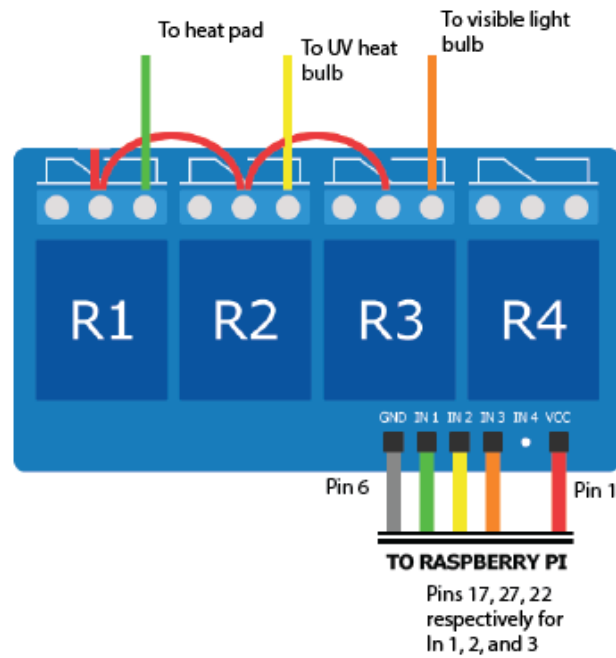 To heat pad
To UV heat
bulb
To visible light
bulb
R1 R2 R3 R4
GND IN 1 IN 2 IN 3 IN 4 VCC
Pin 6
Pin 1
TO RASPBERRY PI
Pins 17, 27, 22
respectively for
In 1, 2, and 3